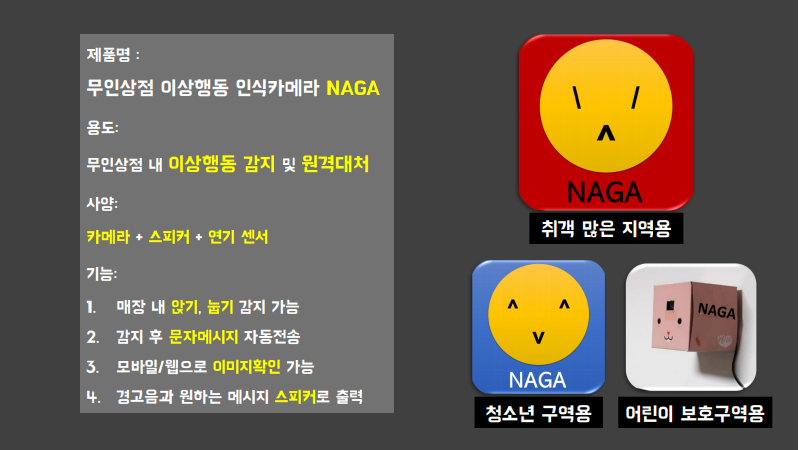 제품명 :
무인상점 이상행동 인식카메라 NAGA
용도:
무인상점 내 이상행동 감지 및 원격대처
사양:
카메라 + 스피커 + 연기 센서
기능:
1. 매장 내 앉기, 눕기 감지 가능
2. 감지 후 문자메시지 자동전송
3. 모바일/웹으로 이미지확인 가능
4. 경고음과 원하는 메시지 스피커로 출력
NAGA
취객 많은 지역용
NAGA
청소년 구역용
NAGA
어린이 보호구역용